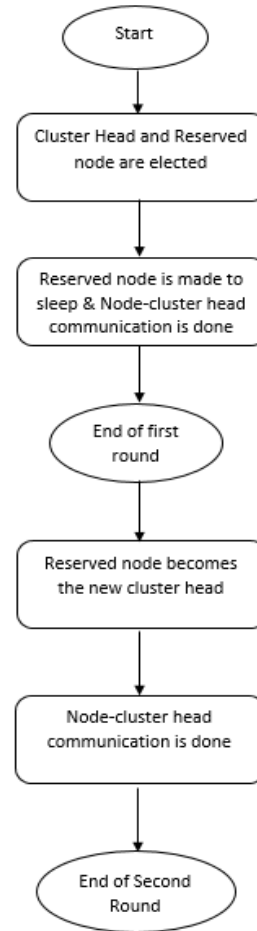 Start
Cluster Head and Reserved
node are elected
Reserved node is made to
sleep & Node-cluster head
communication is done
End of first
round
Reserved node becomes
the new cluster head
Node-cluster head
communication is done
End of Second
Round